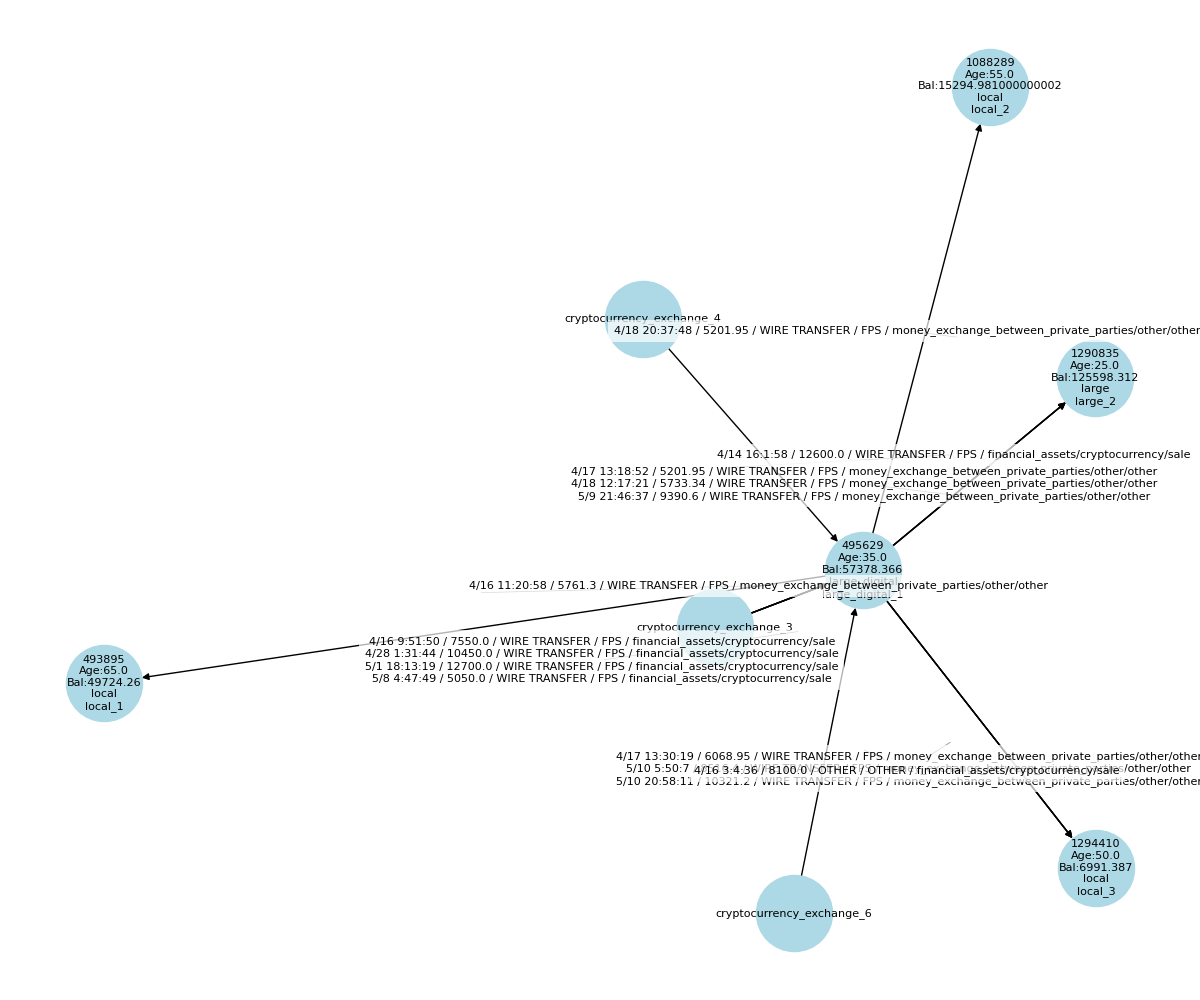 1088289
Age:55.0
Bal:15294.981000000002
local
local_2
cryptocurrency_exchange_4
4/18 20:37:48 / 5201.95 / WIRE TRANSFER / FPS / money_exchange_between_private_parties/other/other
1290835
Age:25.0
Bal:125598.312
large
large_2
4/14 16:1:58 / 12600.0 / WIRE TRANSFER / FPS / financial_assets/cryptocurrency/sale
4/17 13:18:52 / 5201.95 / WIRE TRANSFER / FPS / money_exchange_between_private_parties/other/other
4/18 12:17:21 / 5733.34 / WIRE TRANSFER / FPS / money_exchange_between_private_parties/other/other
5/9 21:46:37 / 9390.6 / WIRE TRANSFER / FPS / money_exchange_between_private_parties/other/other
495629
Age:35.0
Bal:57378.366
large_digital
large_digital_1
4/16 11:20:58 / 5761.3 / WIRE TRANSFER / FPS / money_exchange_between_private_parties/other/other
cryptocurrency_exchange_3
4/16 9:51:50 / 7550.0 / WIRE TRANSFER / FPS / financial_assets/cryptocurrency/sale
4/28 1:31:44 / 10450.0 / WIRE TRANSFER / FPS / financial_assets/cryptocurrency/sale
5/1 18:13:19 / 12700.0 / WIRE TRANSFER / FPS / financial_assets/cryptocurrency/sale
5/8 4:47:49 / 5050.0 / WIRE TRANSFER / FPS / financial_assets/cryptocurrency/sale
493895
Age:65.0
Bal:49724.26
local
local_1
4/17 13:30:19 / 6068.95 / WIRE TRANSFER / FPS / money_exchange_between_private_parties/other/other
5/10 5:50:7 / WIRE TRANSFER / FPS / money_exchange_between_private_parties/other/other
4/16 3:4:36 / 8100.0 / OTHER / OTHER / financial_assets/cryptocurrency/sale
5/10 20:58:11 / 10321.2 / WIRE TRANSFER / FPS / money_exchange_between_private_parties/other/other
1294410
Age:50.0
Bal:6991.387
local
local_3
cryptocurrency_exchange_6